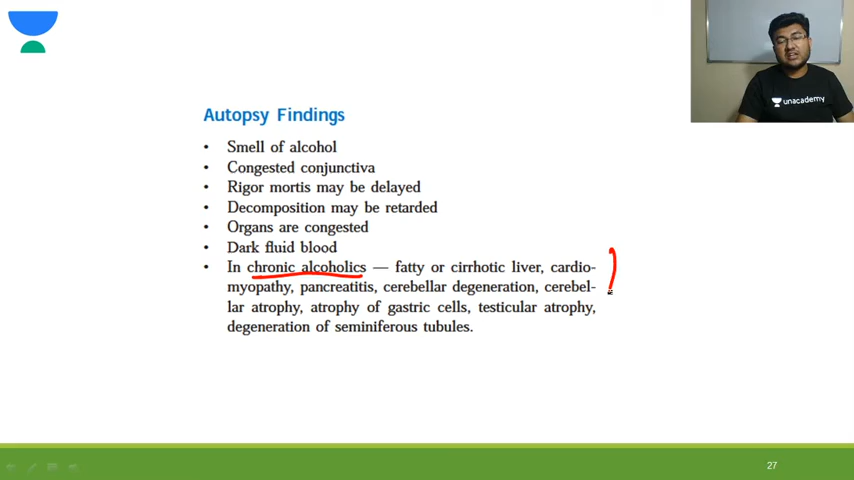 unacademy
Autopsy Findings
• Smell of alcohol
• Congested conjunctiva
• Rigor mortis may be delayed
• Decomposition may be retarded
• Organs are congested
• Dark fluid blood
• In chronic alcoholics — fatty or cirrhotic liver, cardio-
myopathy, pancreatitis, cerebellar degeneration, cerebel-
lar atrophy, atrophy of gastric cells, testicular atrophy,
degeneration of seminiferous tubules.
27